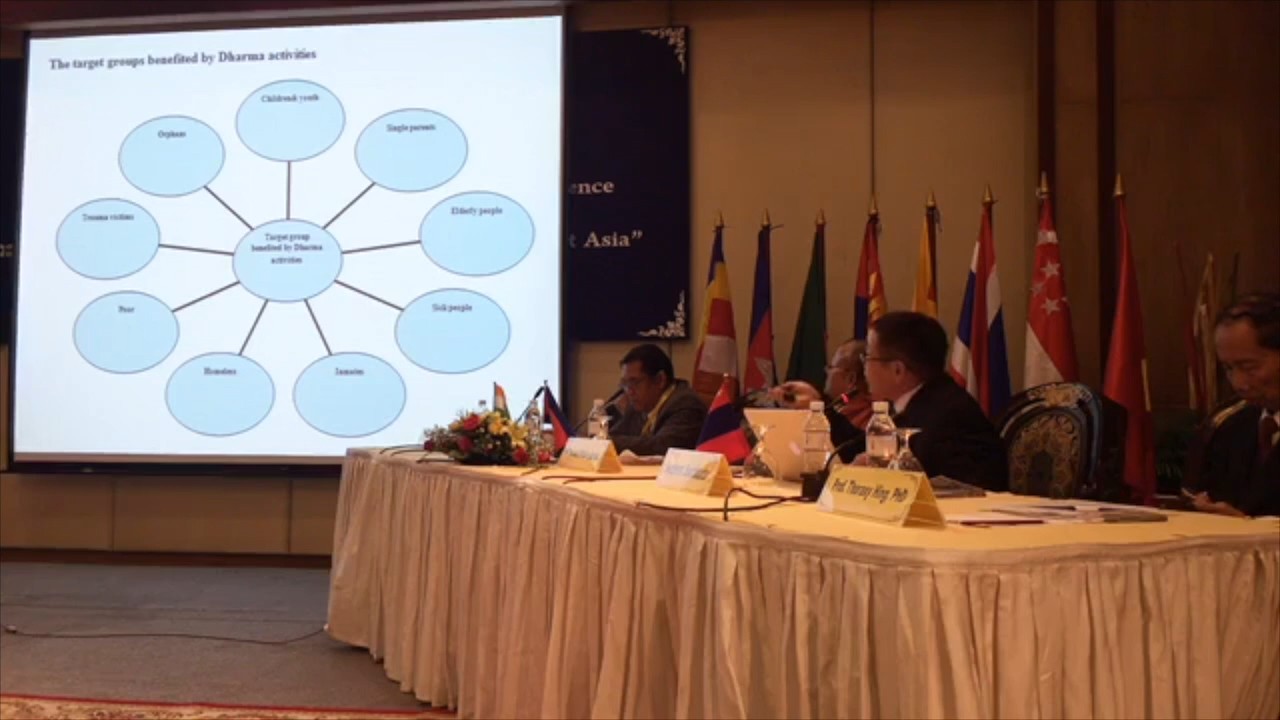 The target groups benefited by Dharma activities
Children& youth
Orphans
Single parents
Trauma victims
Elderly people
Target group
benefited by Dharma
activities
Poor
Sick people
Homeless
Inmates
ence
t Asia”
Prof. Tharasy Hing, PhD